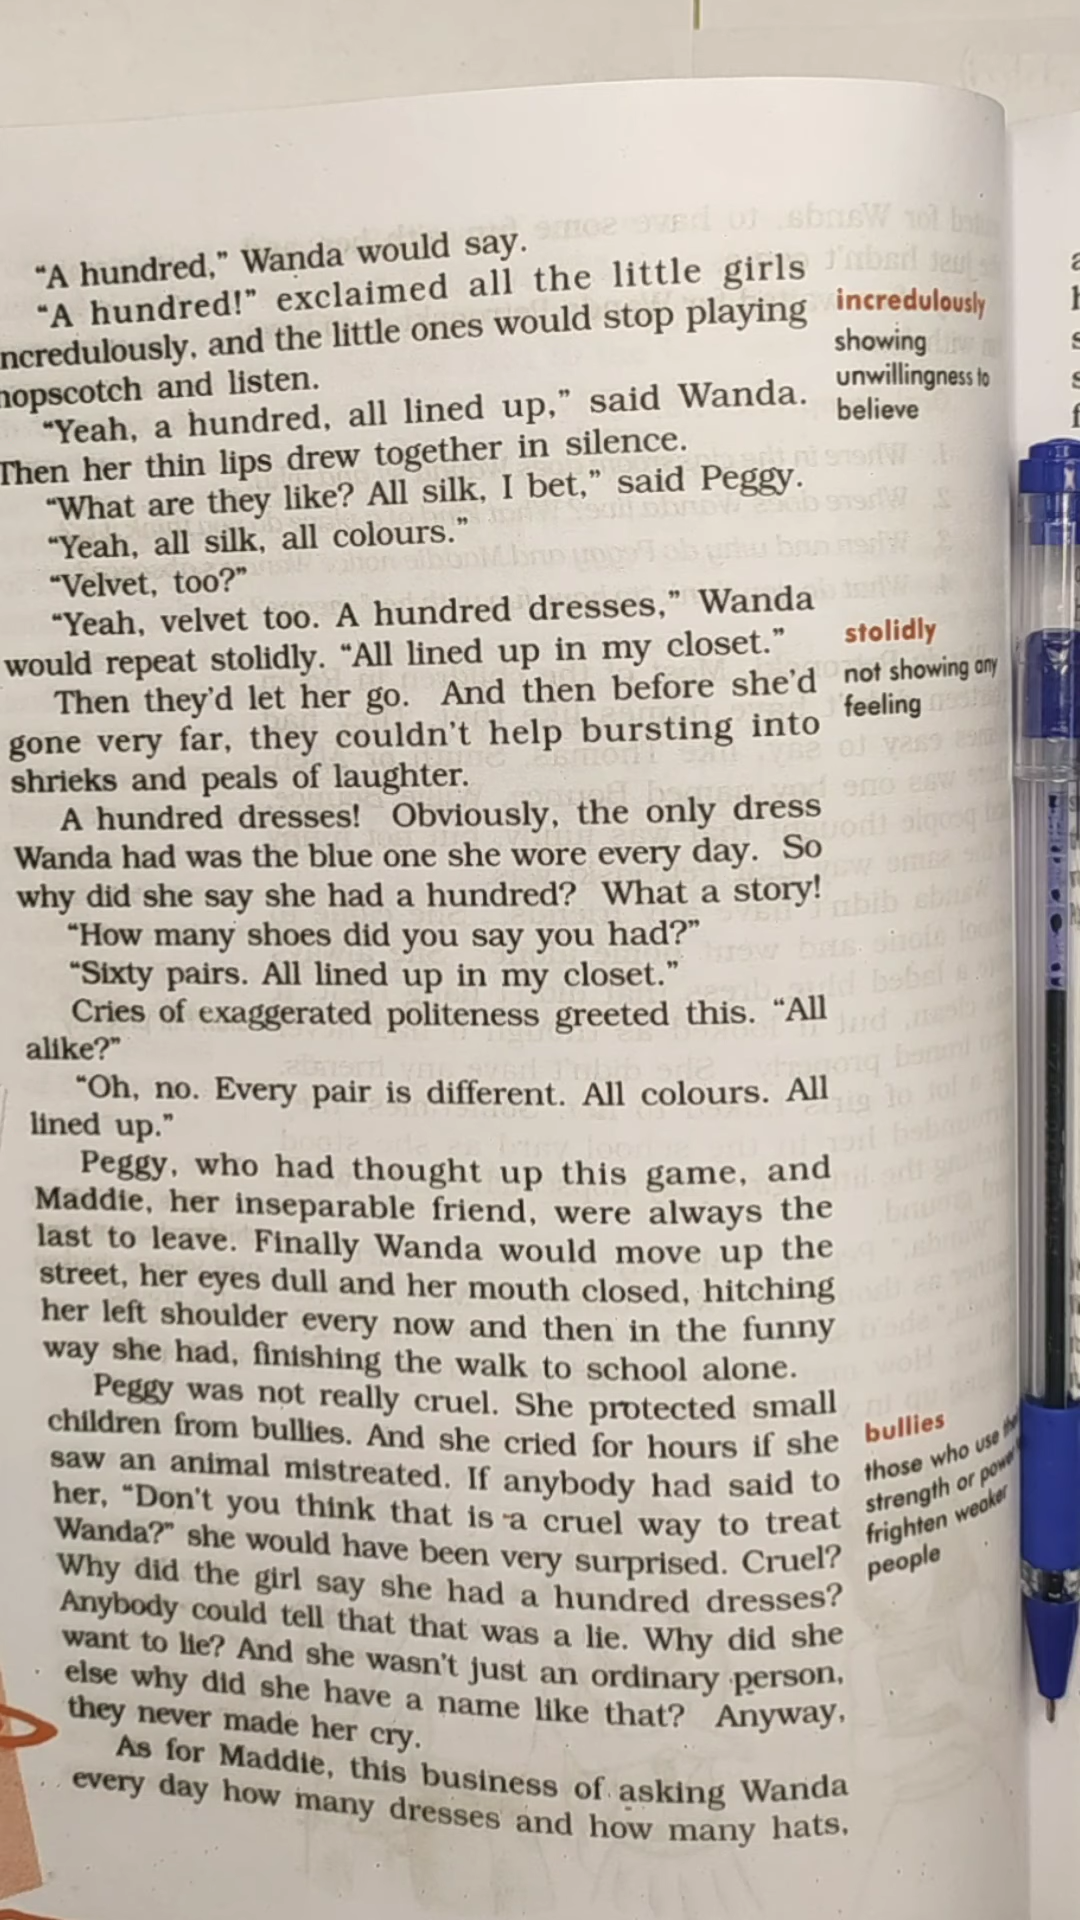 “A hundred,” Wanda would say.
“A hundred!” exclaimed all the little girls
ncredulously, and the little ones would stop playing
hopscotch and listen.
“Yeah, a hundred, all lined up,” said Wanda.
Then her thin lips drew together in silence.
“What are they like? All silk, I bet,” said Peggy.
“Yeah, all silk, all colours.”
“Velvet, too?”
“Yeah, velvet too. A hundred dresses,” Wanda
would repeat stolidly. “All lined up in my closet.”
Then they’d let her go. And then before she’d
gone very far, they couldn’t help bursting into
shrieks and peals of laughter.
A hundred dresses! Obviously, the only dress
Wanda had was the blue one she wore every day. So
why did she say she had a hundred? What a story!
“How many shoes did you say you had?”
“Sixty pairs. All lined up in my closet.”
Cries of exaggerated politeness greeted this. “All
alike?”
“Oh, no. Every pair is different. All colours. All
lined up.”
Peggy, who had thought up this game, and
Maddie, her inseparable friend, were always the
last to leave. Finally Wanda would move up the
street, her eyes dull and her mouth closed, hitching
her left shoulder every now and then in the funny
way she had, finishing the walk to school alone.
Peggy was not really cruel. She protected small
children from bullies. And she cried for hours if she
saw an animal mistreated. If anybody had said to
her, “Don’t you think that is a cruel way to treat
Wanda?” she would have been very surprised. Cruel?
Why did the girl say she had a hundred dresses?
Anybody could tell that that was a lie. Why did she
want to lie? And she wasn’t just an ordinary person,
else why did she have a name like that? Anyway,
they never made her cry.
As for Maddie, this business of asking Wanda
every day how many dresses and how many hats,
incredulously
showing
unwillingness to
believe
stolidly
not showing any
feeling
bullies
those who use
strength or power
frighten weaker
people